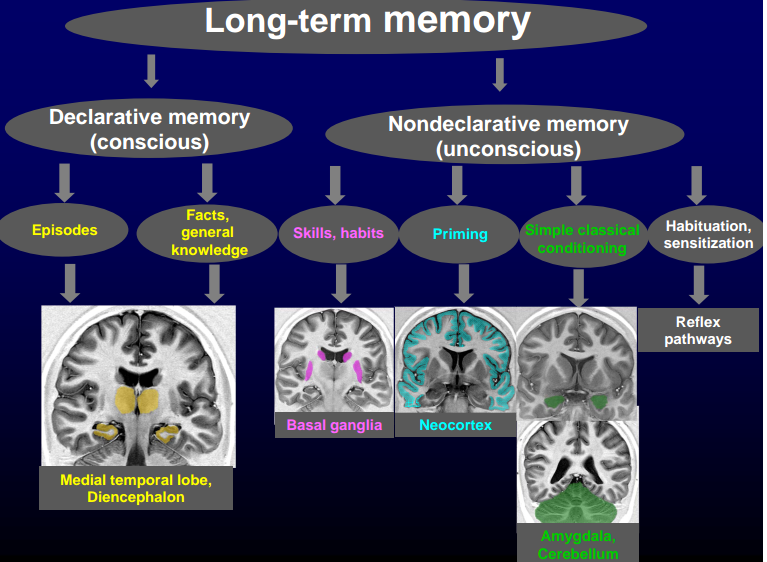 Long-term memory
Declarative memory
(conscious)
Nondeclarative memory
(unconscious)
Episodes
Facts,
general
knowledge
Skills, habits
Priming
Simple classical
conditioning
Habituation,
sensitization
Reflex
pathways
Basal ganglia
Neocortex
Medial temporal lobe,
Diencephalon
Amygdala,
Cerebellum